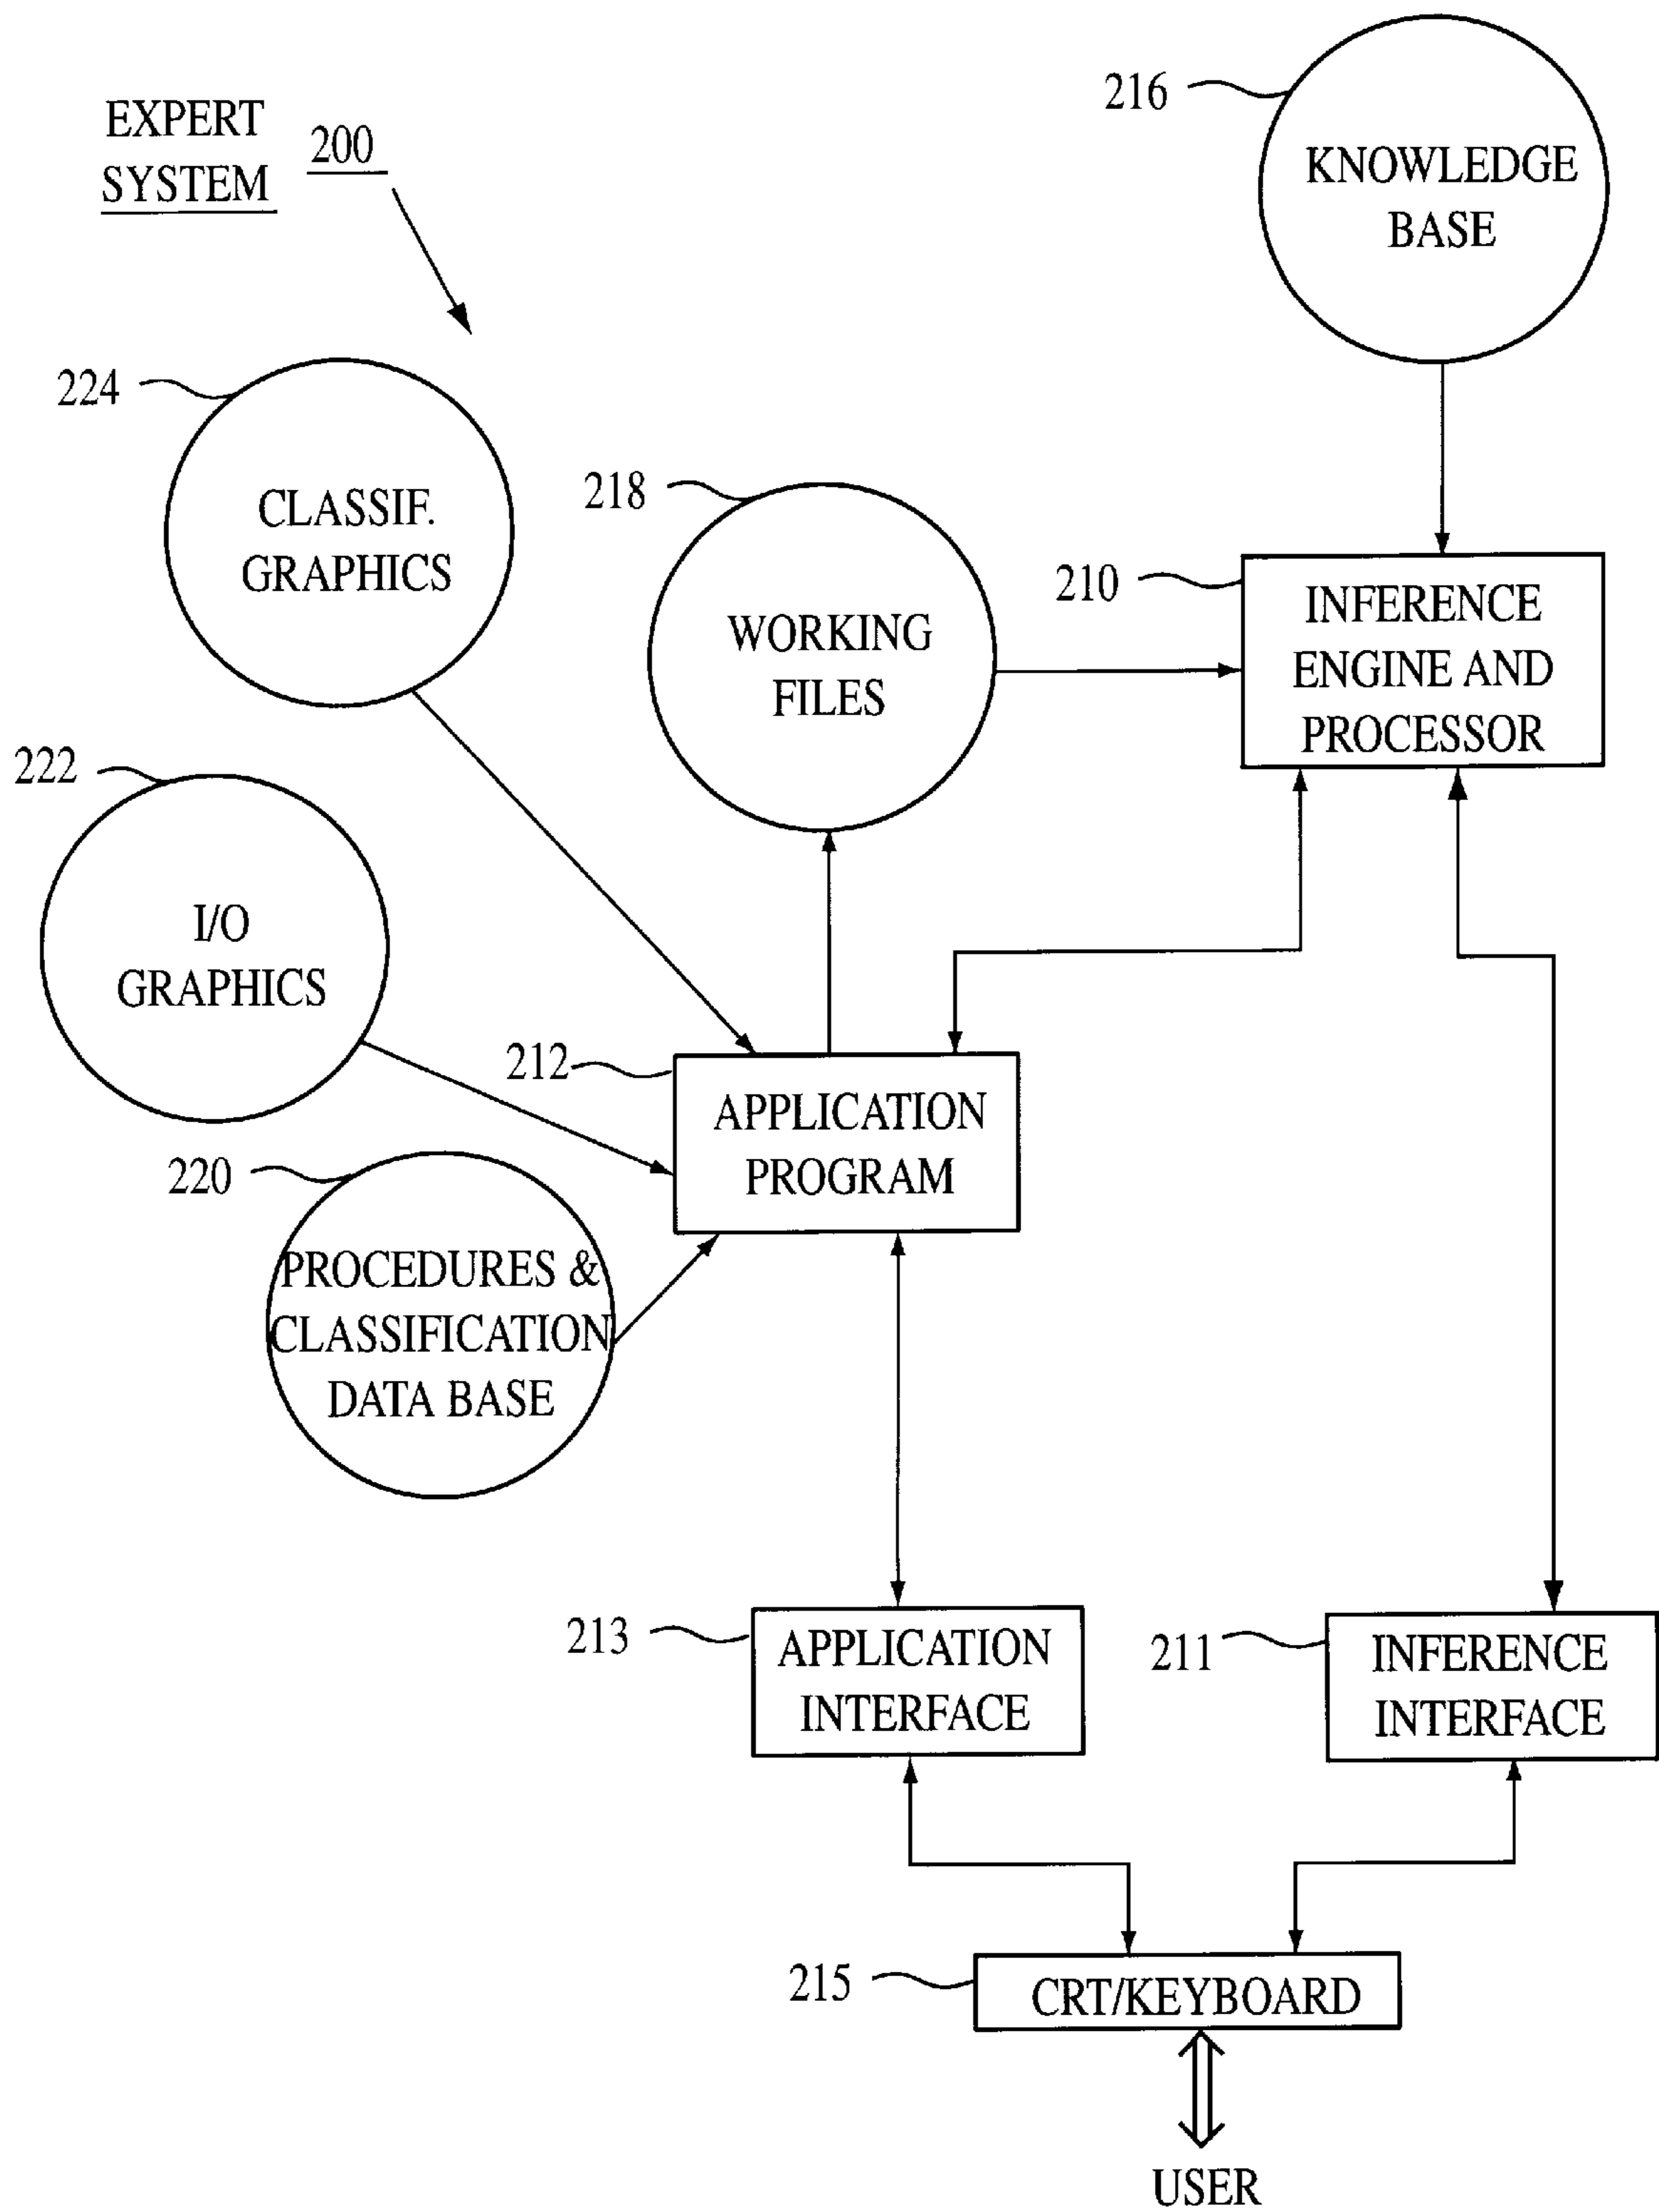 EXPERT
SYSTEM 200
216
KNOWLEDGE
BASE
224
CLASSIF.
GRAPHICS
218
WORKING
FILES
210
INFERENCE
ENGINE AND
PROCESSOR
222
I/O
GRAPHICS
212
APPLICATION
PROGRAM
220
PROCEDURES &
CLASSIFICATION
DATA BASE
213
APPLICATION
INTERFACE
211
INFERENCE
INTERFACE
215
CRT/KEYBOARD
USER